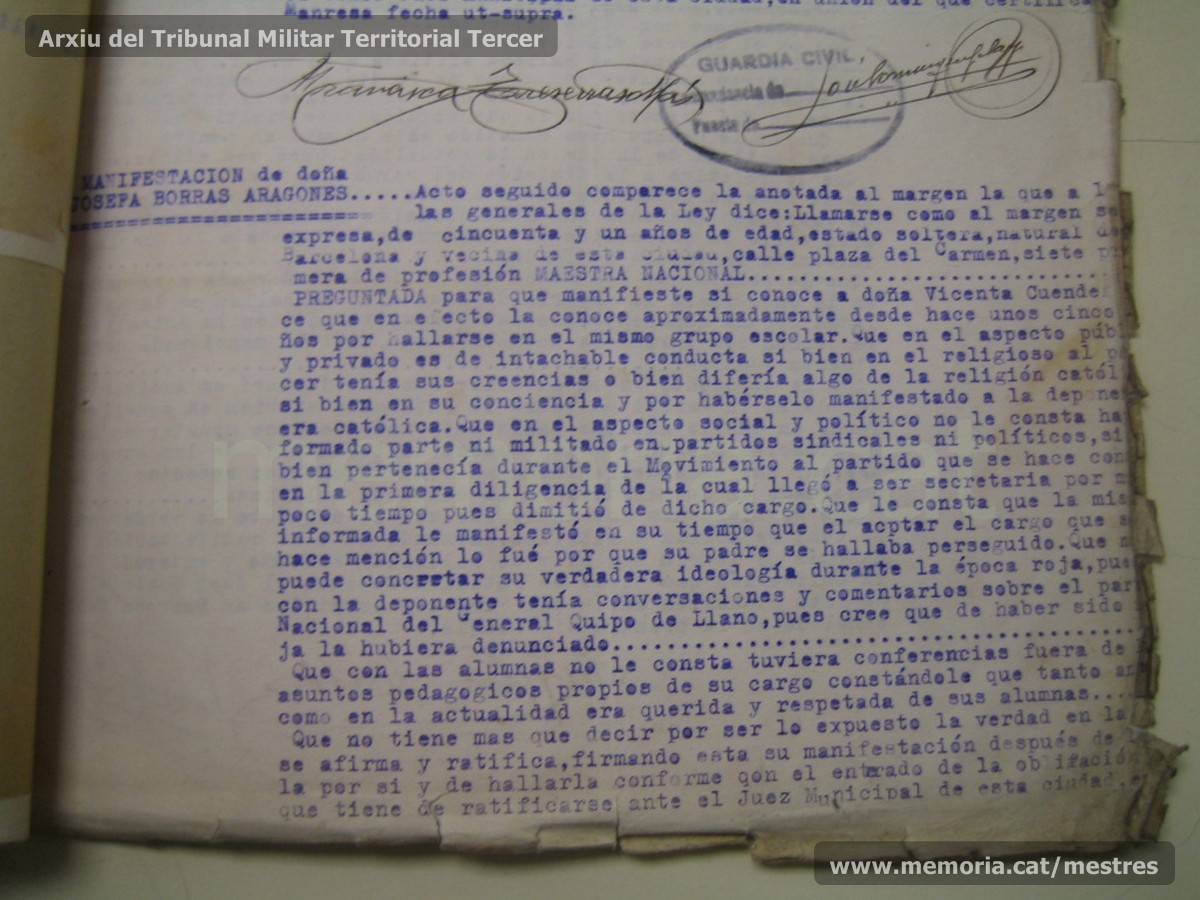 Arxiu del Tribunal Militar Territorial Tercer
Manresa fecha ut-supra.
GUARDIA CIVIL
Puesto de
MANIFESTACION de doña
JOSEFA BORRAS ARAGONES.....Acto seguido comparece la anotada al margen la que a
las generales de la Ley dice:Llamarse como al margen se
expresa,de cincuenta y un años de edad,estado soltera,natural de
Barcelona y vecina de esta ciudad,calle plaza del Carmen,siete
mera de profesión MAESTRA NACIONAL.......................
PREGUNTADA para que manifieste si conoce a doña Vicenta Cuende
ce que en efecto la conoce aproximadamente desde hace unos cinco
ños por hallarse en el mismo grupo escolar.Que en el aspecto públ
y privado es de intachable conducta si bien en el religioso al
cer tenía sus creencias o bien difería algo de la religión catól
si bien en su conciencia y por habérselo manifestado a la depone
era católica.Que en el aspecto social y político no le consta ha
formado parte ni militado en partidos sindicales ni políticos,si
bien pertenecía durante el Movimiento al partido que se hace con
en la primera diligencia de la cual llegó a ser secretaria por
poco tiempo pues dimitió de dicho cargo.Que le consta que la mis
informada le manifestó en su tiempo que el acptar el cargo que
hace mención lo fué por que su padre se hallaba perseguido.Que
puede concretar su verdadera ideología durante la época roja,pue
con la deponente tenía conversaciones y comentarios sobre el par
Nacional del General Quipo de Llano,pues cree que de haber sido
ja la hubiera denunciado........................................
Que con las alumnas no le consta tuviera conferencias fuera de
asuntos pedagogicos propios de su cargo constándole que tanto an
como en la actualidad era querida y respetada de sus alumnas....
Que no tiene mas que decir por ser lo expuesto la verdad en la
se afirma y ratifica,firmando esta su manifestación después de
la por si y de hallarla conforme qon el entrado de la oblifación
que tiene de ratificarse ante el Juez Municipal de esta ciudad,
www.memoria.cat/mestres